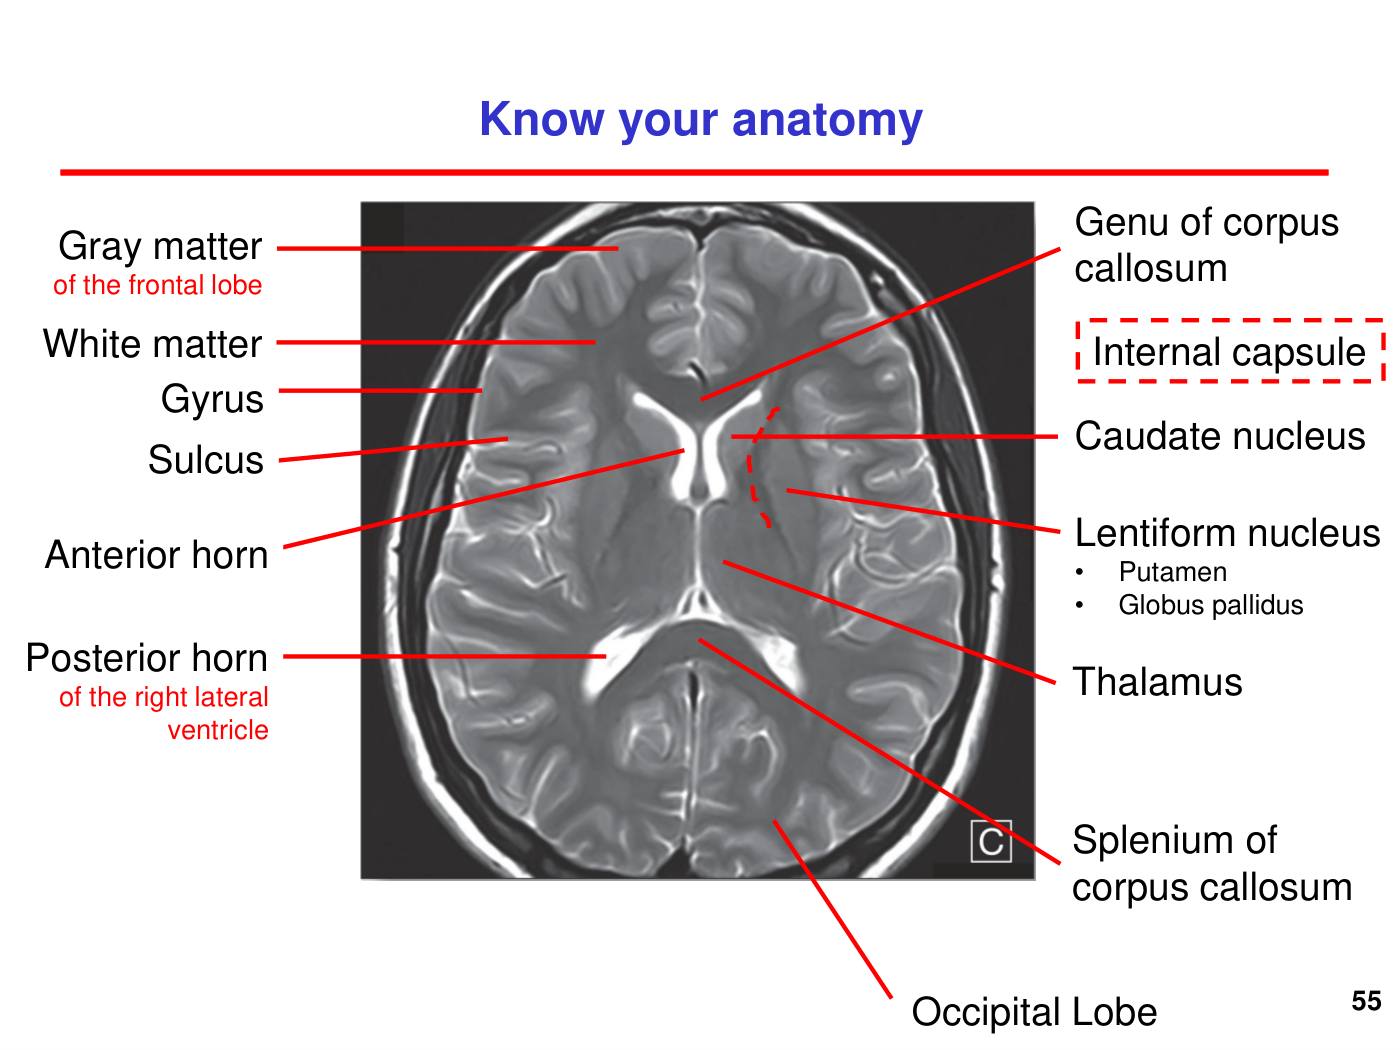 Know your anatomy
Gray matter
of the frontal lobe
White matter
Gyrus
Sulcus
Anterior horn
Posterior horn
of the right lateral
ventricle
Genu of corpus
callosum
Internal capsule
Caudate nucleus
Lentiform nucleus
• Putamen
• Globus pallidus
Thalamus
C
Splenium of
corpus callosum
Occipital Lobe
55